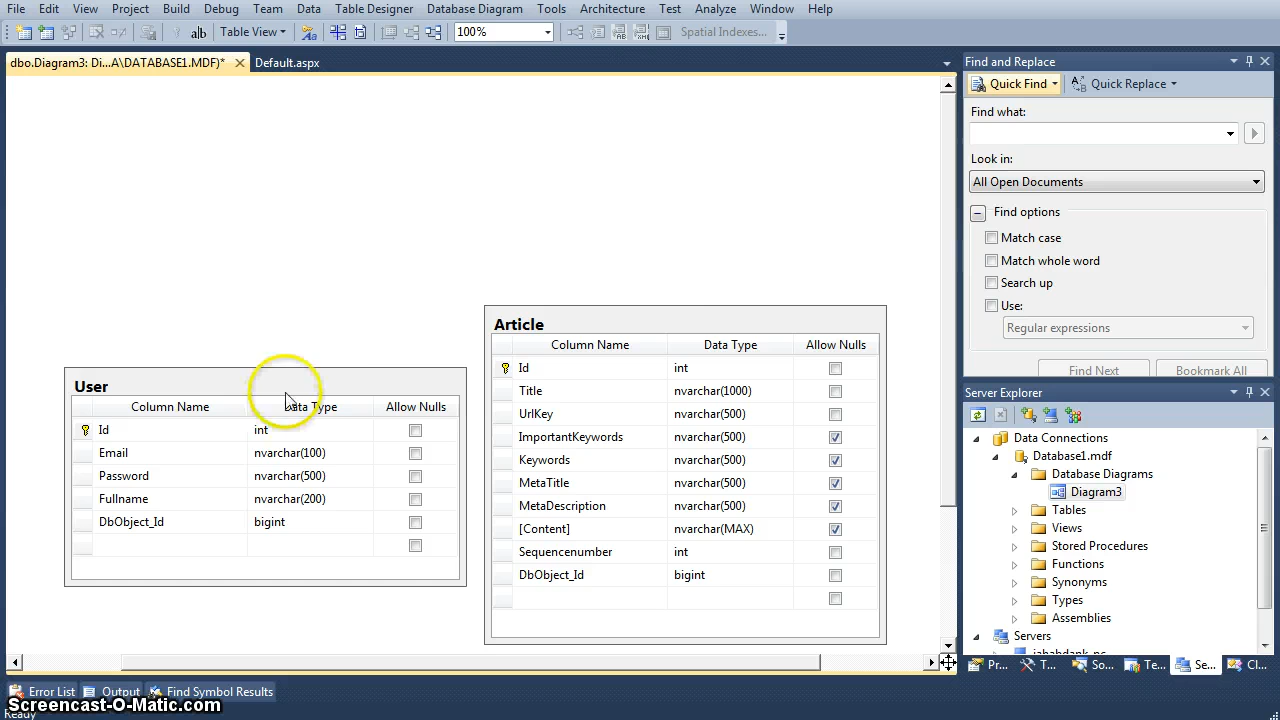 File Edit View Project Build Debug Team Data Table Designer Database Diagram Tools Architecture Test Analyze Window Help
ab Table View 100% Spatial Indexes...
dbo.Diagram3: Di...A\DATABASE1.MDF)* Default.aspx
Find and Replace
Quick Find Quick Replace
Find what:
Look in:
All Open Documents
Find options
Match case
Match whole word
Search up
Use:
Regular expressions
Find Next Bookmark All
User
Column Name Data Type Allow Nulls
Id int
Email nvarchar(100)
Password nvarchar(500)
Fullname nvarchar(200)
DbObject_Id bigint
Article
Column Name Data Type Allow Nulls
Id int
Title nvarchar(1000)
UrlKey nvarchar(500)
ImportantKeywords nvarchar(500)
Keywords nvarchar(500)
MetaTitle nvarchar(500)
MetaDescription nvarchar(500)
[Content] nvarchar(MAX)
Sequencenumber int
DbObject_Id bigint
Server Explorer
Data Connections
Database1.mdf
Database Diagrams
Diagram3
Tables
Views
Stored Procedures
Functions
Synonyms
Types
Assemblies
Servers
Pr... T... So... Te... Se... Cl...
Error List Output Find Symbol Results
Screencast-O-Matic.com
Ready